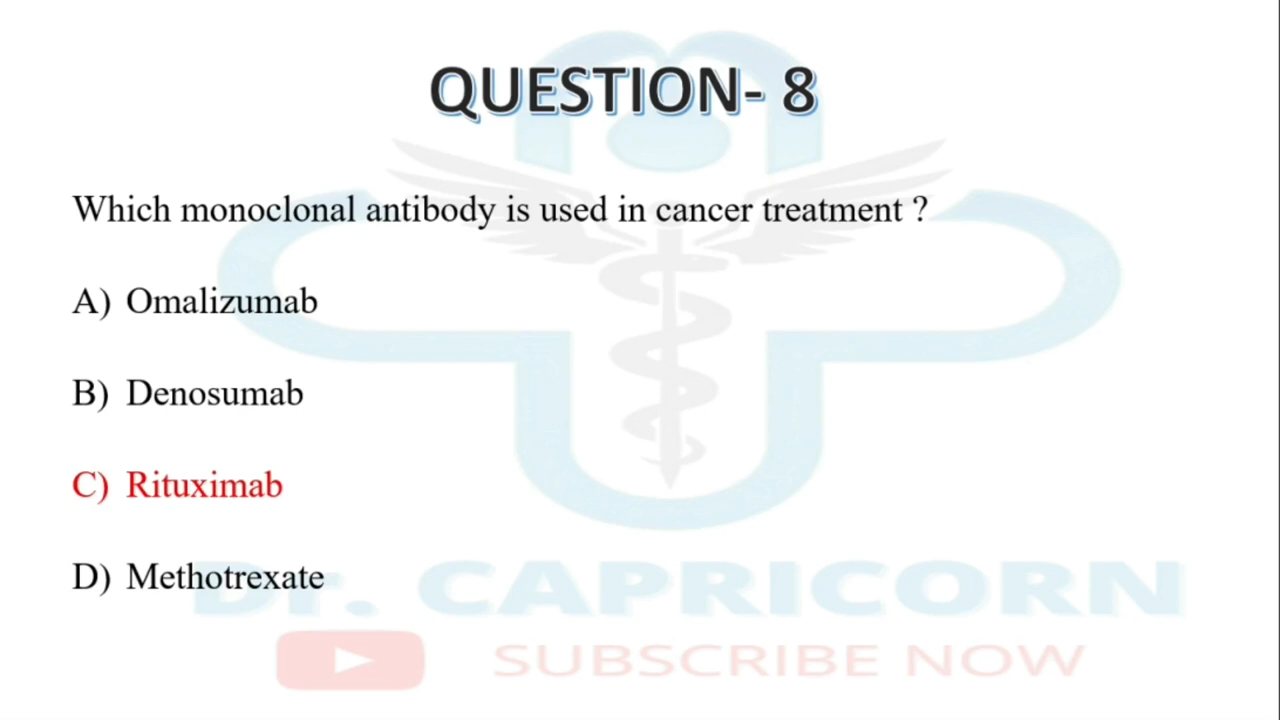 QUESTION- 8
Which monoclonal antibody is used in cancer treatment ?
A) Omalizumab
B) Denosumab
C) Rituximab
D) Methotrexate
Dr. CAPRICORN
SUBSCRIBE NOW